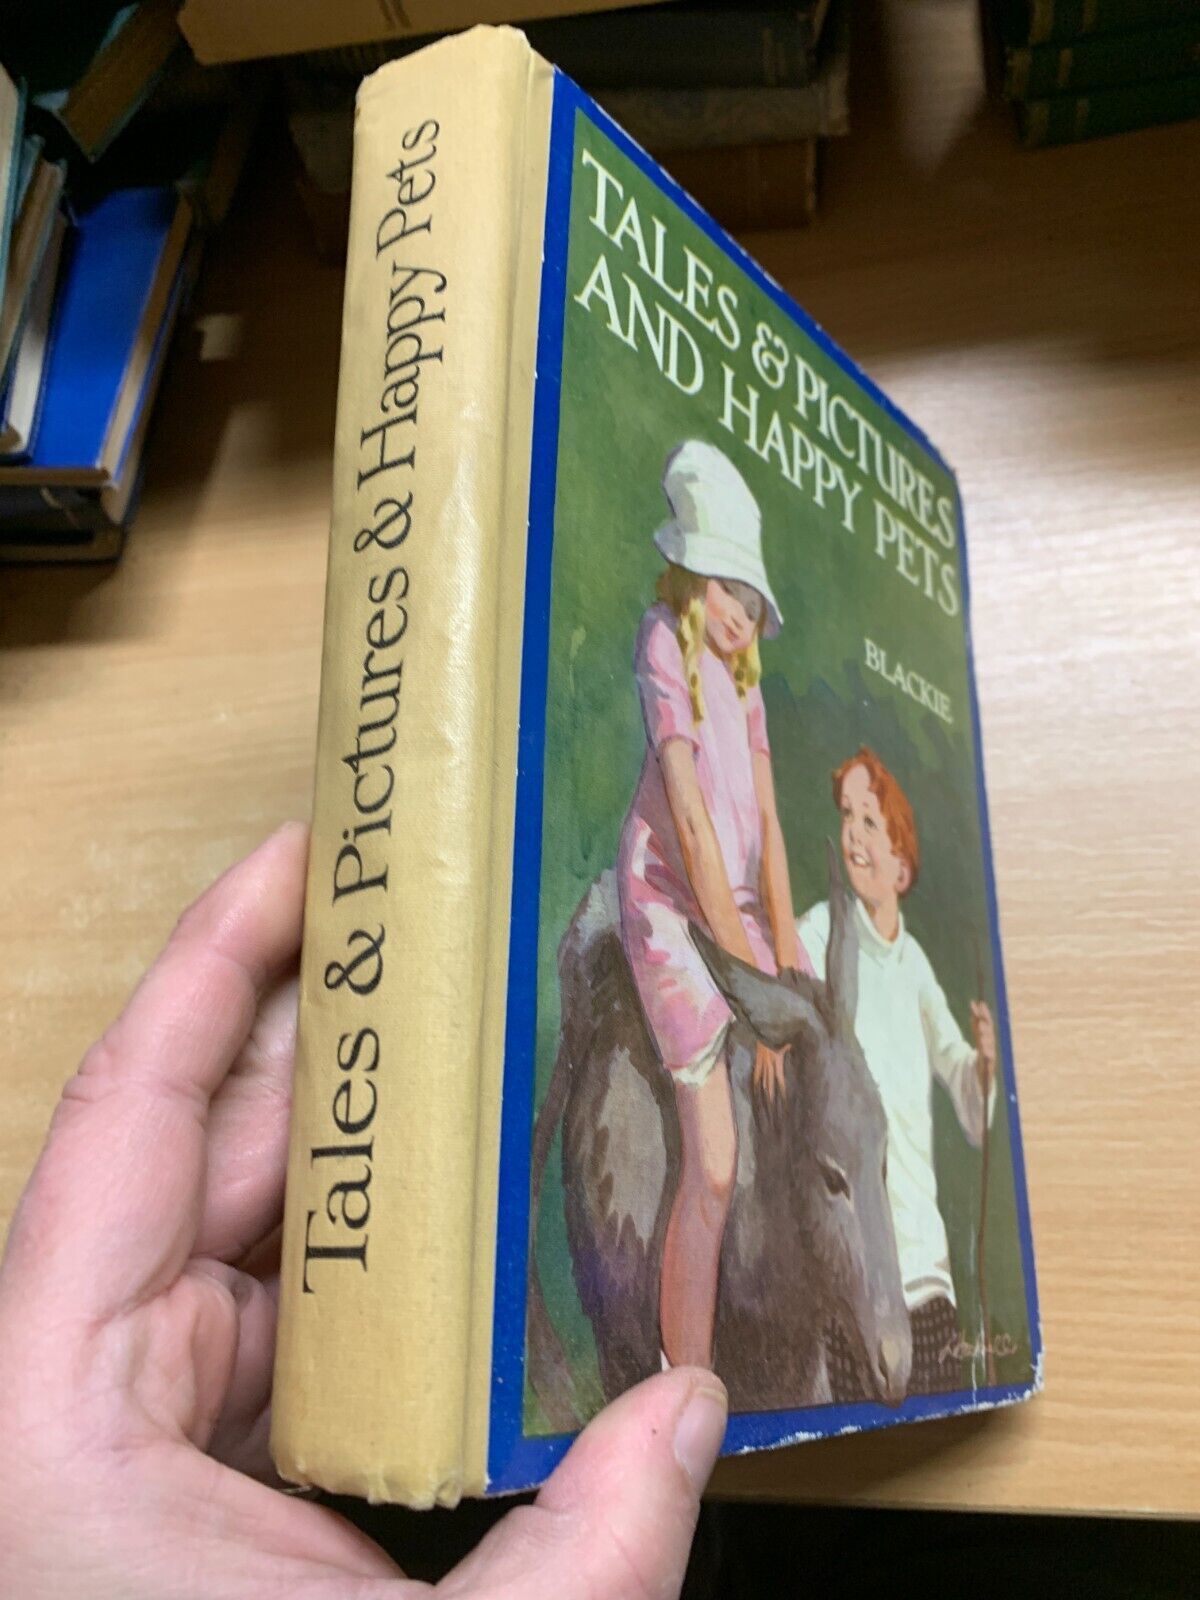 Tales & Pictures & Happy Pets
TALES & PICTURES
AND HAPPY PETS
BLACKIE